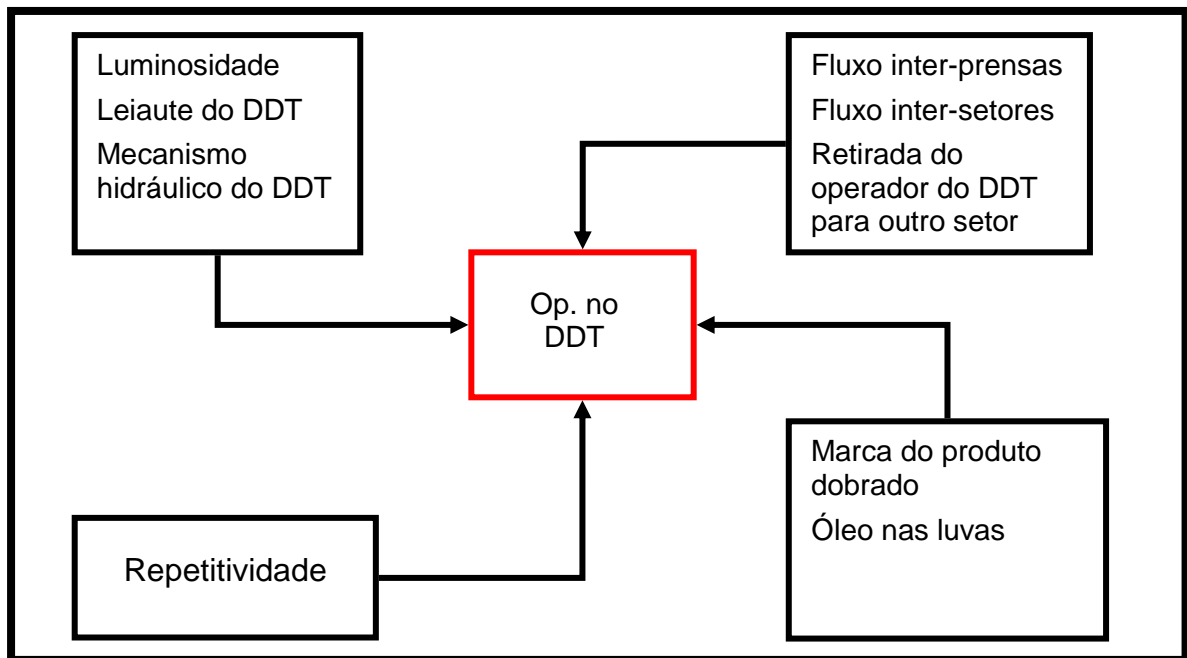 Luminosidade
Leiaute do DDT
Mecanismo
hidráulico do DDT
Fluxo inter-prensas
Fluxo inter-setores
Retirada do
operador do DDT
para outro setor
Op. no
DDT
Marca do produto
dobrado
Óleo nas luvas
Repetitividade